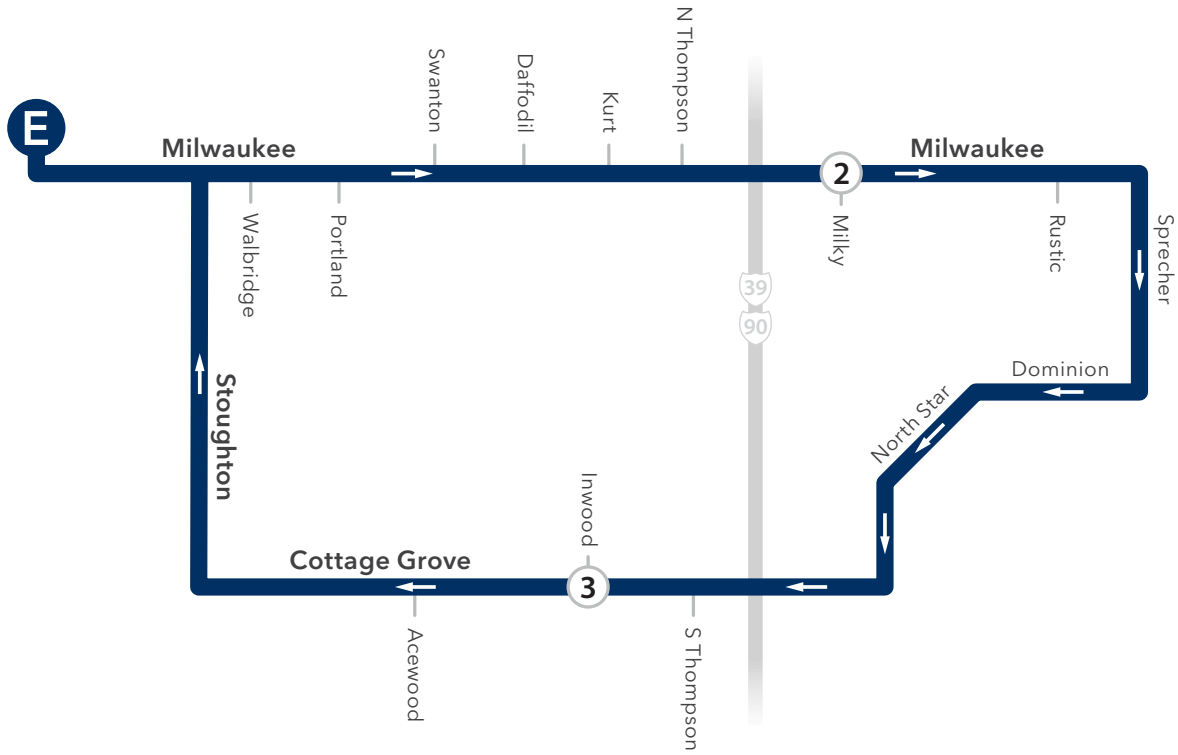 N Thompson
Swanton
Daffodil
Kurt
E
Milwaukee
Milwaukee
2
Walbridge
Portland
Milky
Rustic
Sprecher
39
90
Dominion
Stoughton
North Star
Inwood
Cottage Grove
3
Acewood
S Thompson